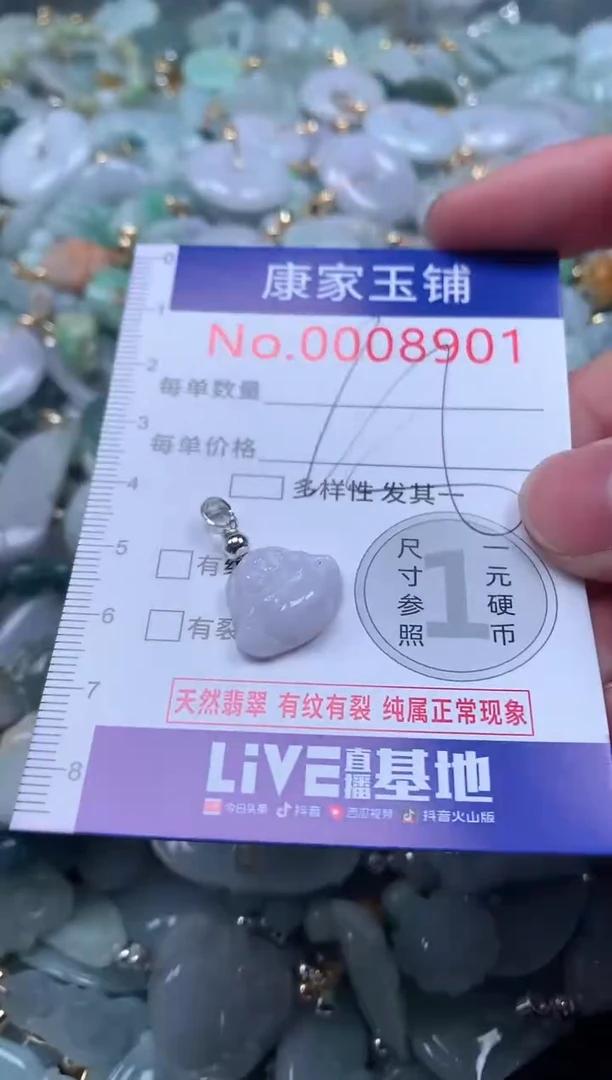 康家玉铺
No.0008901
每单数量
每单价格
多样性发其一
有纹
有裂
尺寸参照
1
一元硬币
天然翡翠 有纹有裂 纯属正常现象
LiVE直播基地
今日头条 抖音 西瓜视频 抖音火山版
0
1
2
3
4
5
6
7
8